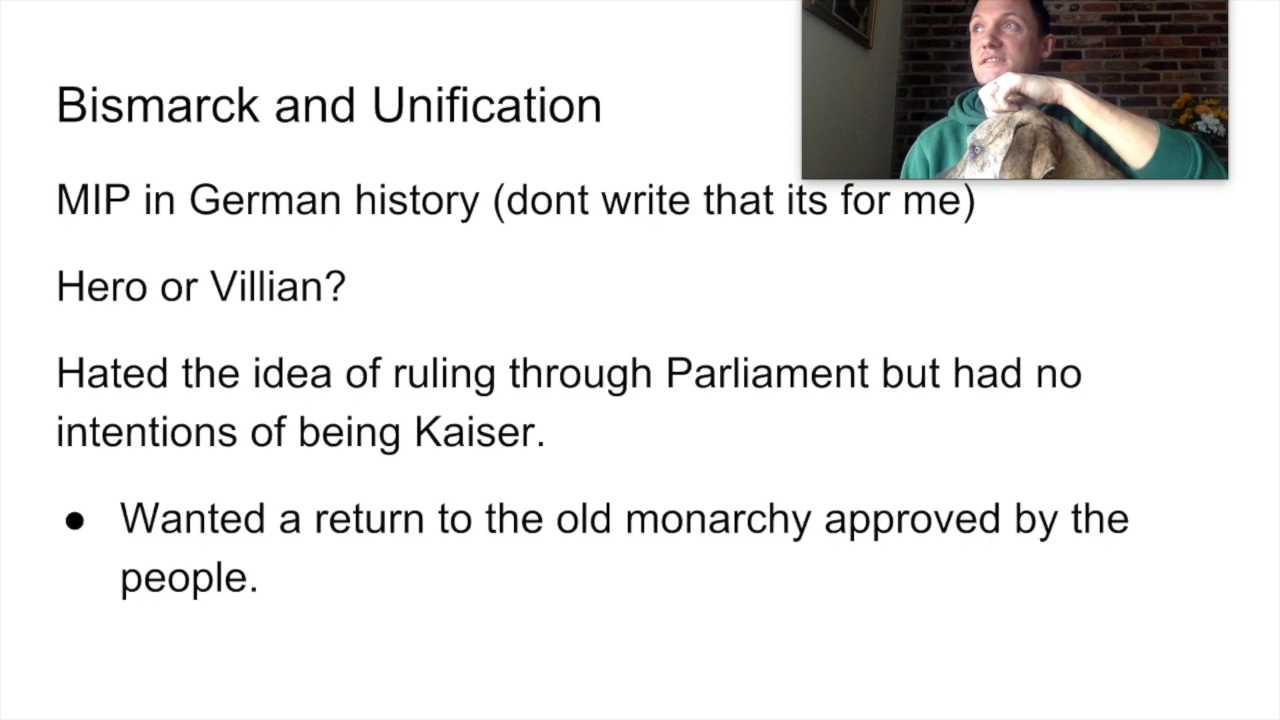 Bismarck and Unification
MIP in German history (dont write that its for me)
Hero or Villian?
Hated the idea of ruling through Parliament but had no
intentions of being Kaiser.
● Wanted a return to the old monarchy approved by the
people.